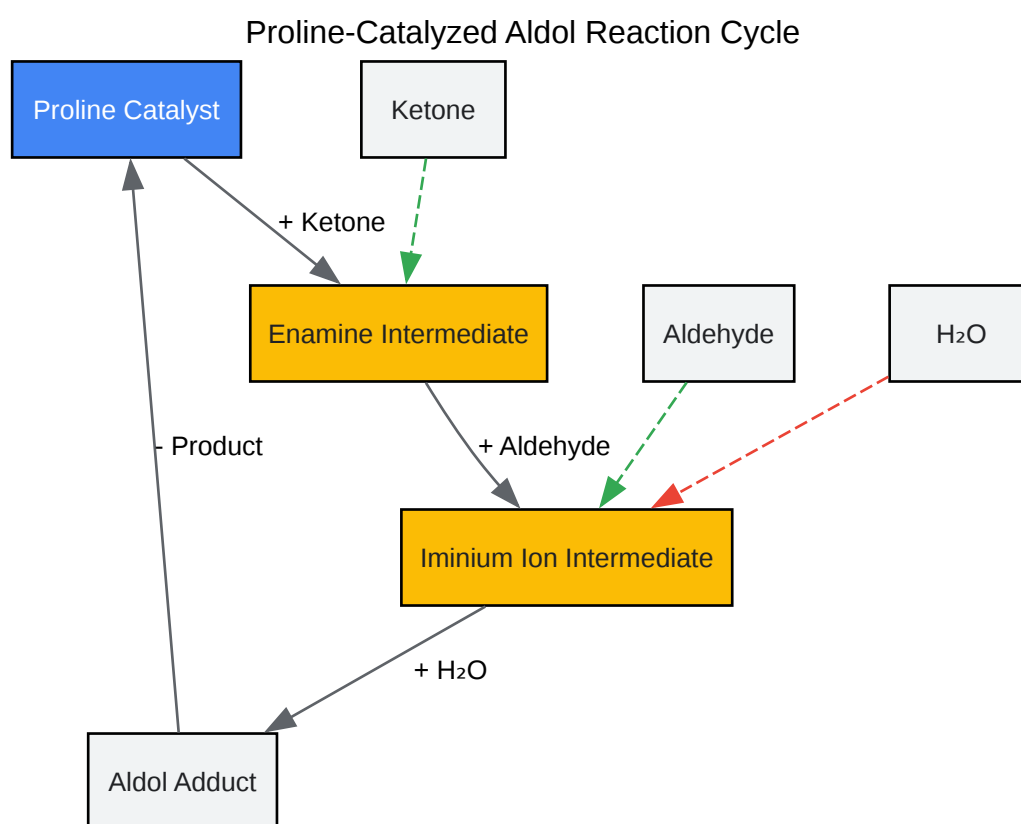 Proline-Catalyzed Aldol Reaction Cycle
Proline Catalyst
Ketone
+ Ketone
Enamine Intermediate
Aldehyde
H₂O
- Product
+ Aldehyde
Iminium Ion Intermediate
+ H₂O
Aldol Adduct